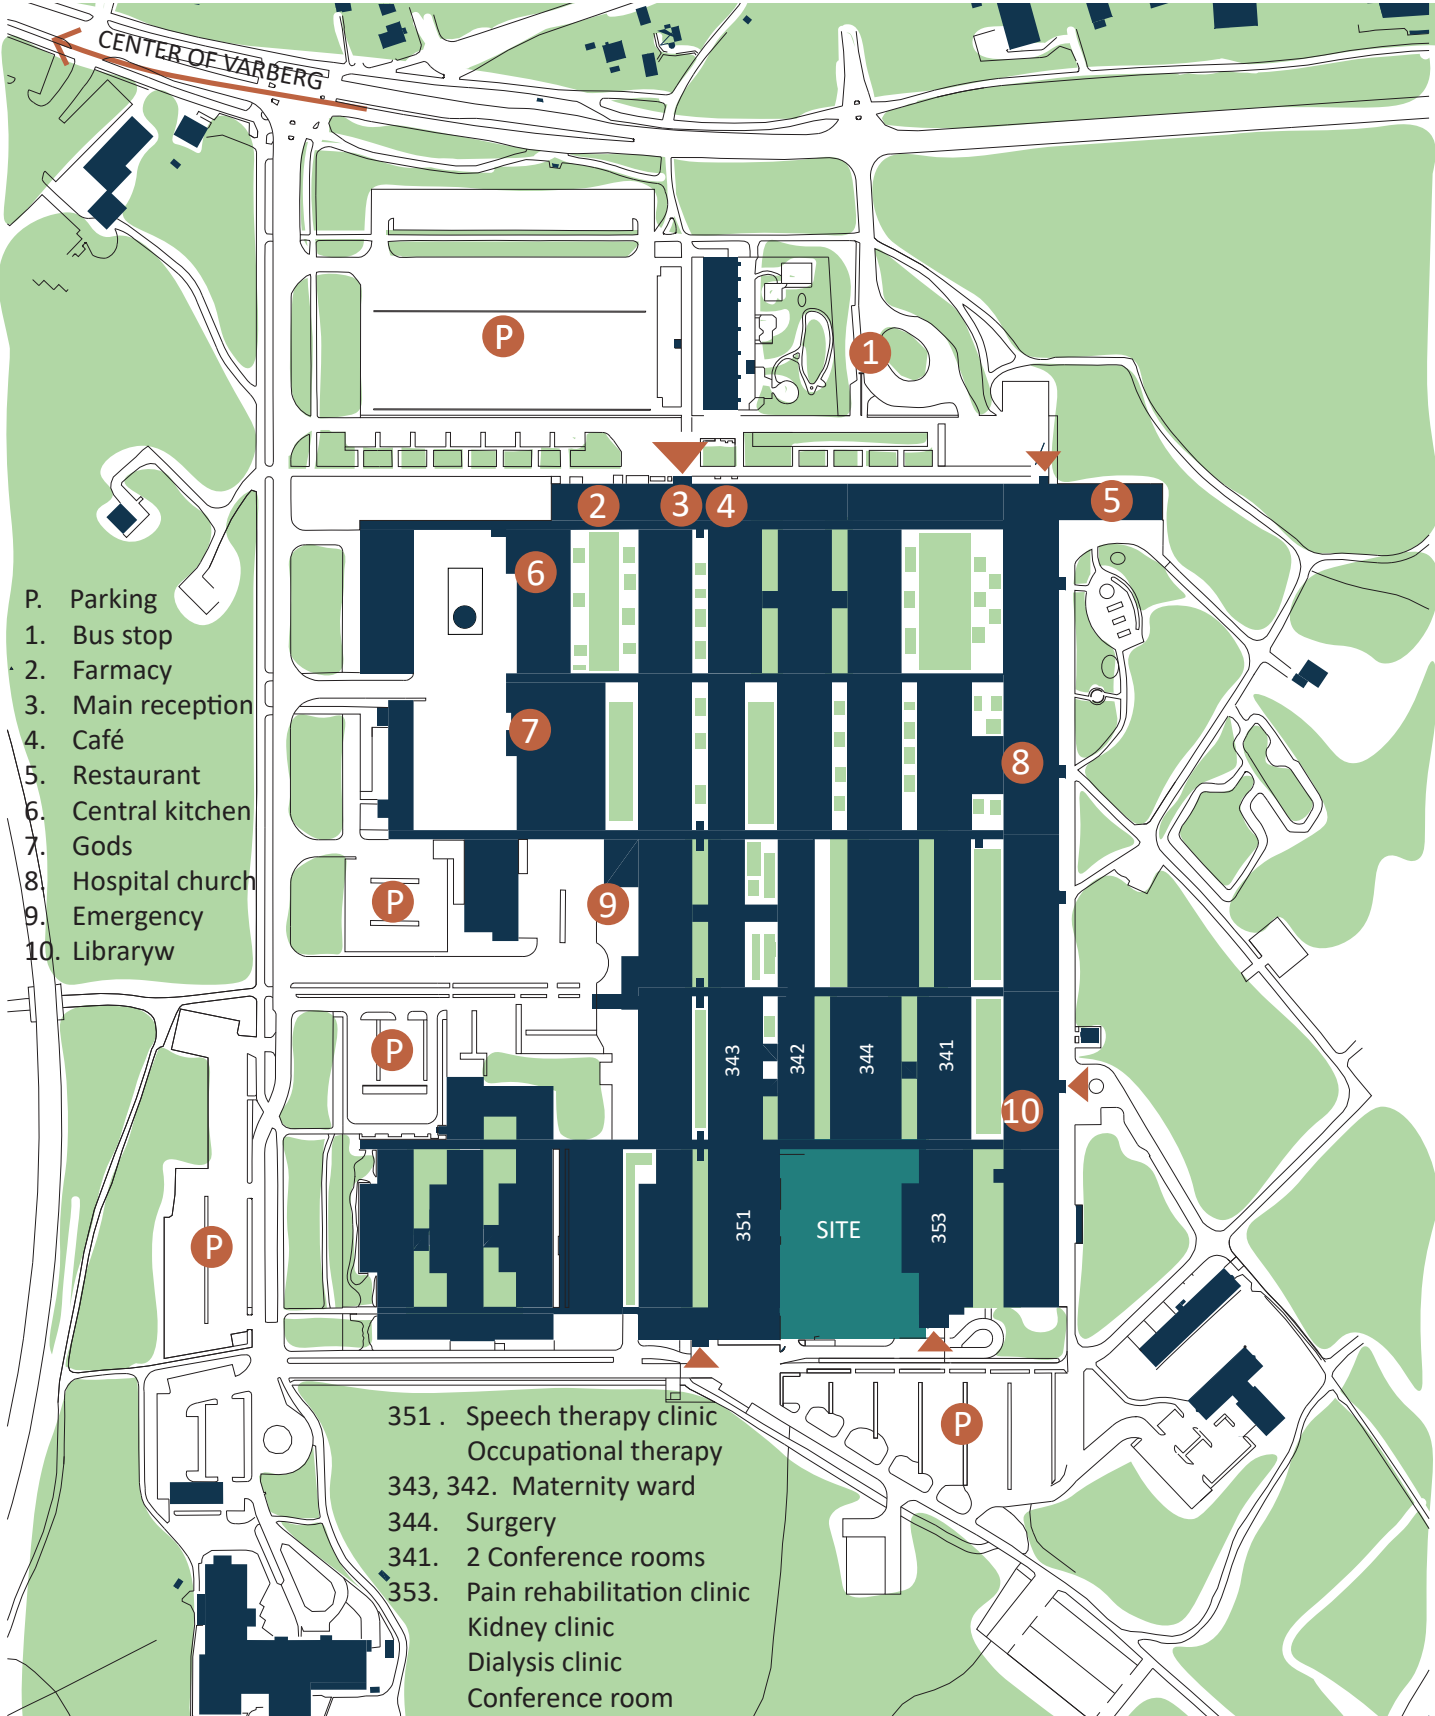 CENTER OF VARBERG
P
1
2
3
4
5
6
7
8
P. Parking
1. Bus stop
2. Farmacy
3. Main reception
4. Café
5. Restaurant
6. Central kitchen
7. Gods
8. Hospital church
9. Emergency
10. Libraryw
P
9
P
343
342
344
341
10
P
351
SITE
353
P
351 . Speech therapy clinic
Occupational therapy
343, 342. Maternity ward
344. Surgery
341. 2 Conference rooms
353. Pain rehabilitation clinic
Kidney clinic
Dialysis clinic
Conference room